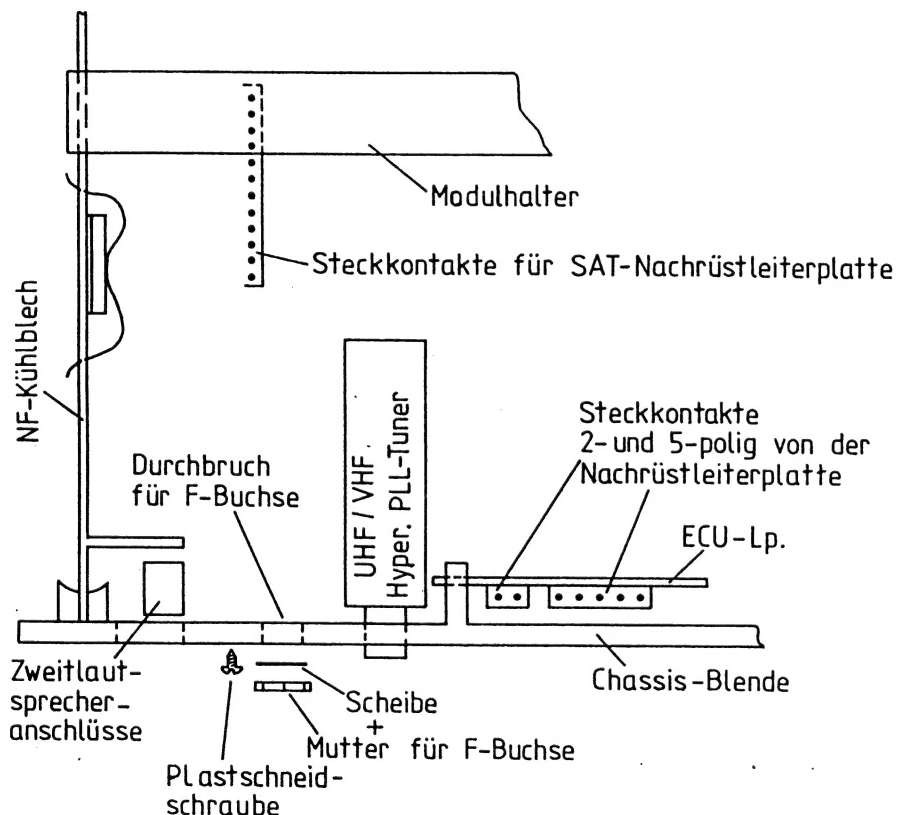 Modulhalter
Steckkontakte für SAT-Nachrüstleiterplatte
NF-Kühlblech
UHF/VHF
Hyper. PLL-Tuner
Steckkontakte
2-und 5-polig von der
Nachrüstleiterplatte
Durchbruch
für F-Buchse
ECU-Lp.
Zweitlaut-
sprecher-
anschlüsse
Scheibe
+
Mutter für F-Buchse
Chassis-Blende
Plastschneid-
schraube